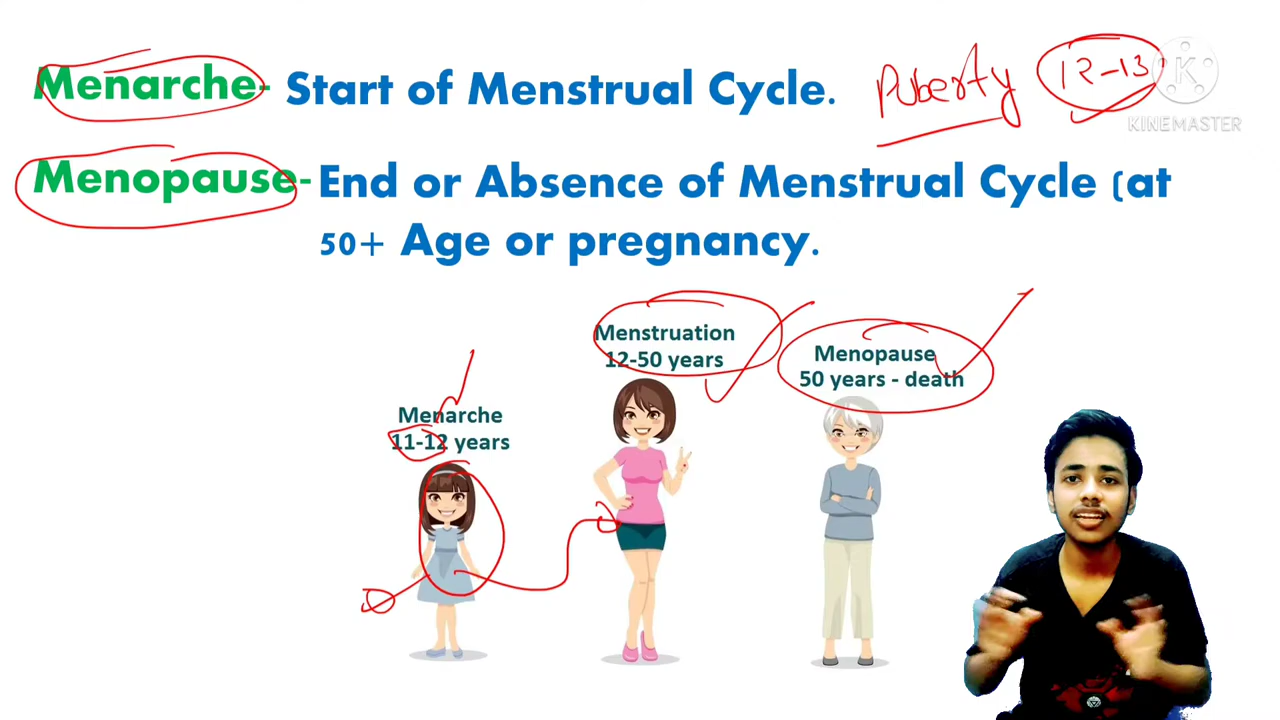 Menarche- Start of Menstrual Cycle. Puberty 12-13
K
KINEMASTER
Menopause- End or Absence of Menstrual Cycle (at
50+ Age or pregnancy.
Menarche
11-12 years
Menstruation
12-50 years
Menopause
50 years - death